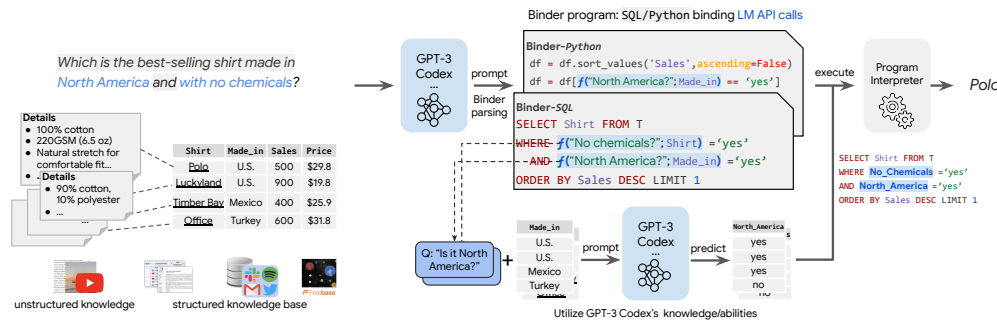 Binder program: SQL/Python binding LM API calls
Which is the best-selling shirt made in
North America and with no chemicals?
Details
100% cotton
220GSM (6.5 oz)
Natural stretch for
comfortable fit...
Details
90% cotton,
10% polyester
...
Shirt Made_in Sales Price
Polo U.S. 500 $29.8
Luckyland U.S. 900 $19.8
Timber Bay Mexico 400 $25.9
Office Turkey 600 $31.8
unstructured knowledge
structured knowledge base
Freebase
GPT-3
Codex
...
prompt
Binder
parsing
Binder-Python
df = df.sort_values('Sales',ascending=False)
df = df[ƒ(“North America?”; Made_in) == ‘yes’]
Binder-SQL
SELECT Shirt FROM T
WHERE ƒ(“No chemicals?”; Shirt) =‘yes’
AND ƒ(“North America?”; Made_in) =‘yes’
ORDER BY Sales DESC LIMIT 1
execute
Program
Interpreter
Polo
SELECT Shirt FROM T
WHERE No_Chemicals =‘yes’
AND North_America =‘yes’
ORDER BY Sales DESC LIMIT 1
Q: “Is it North
America?”
+
Made_in
U.S.
U.S.
Mexico
Turkey
prompt
GPT-3
Codex
...
predict
North_America
yes
yes
yes
no
no
Utilize GPT-3 Codex’s knowledge/abilities